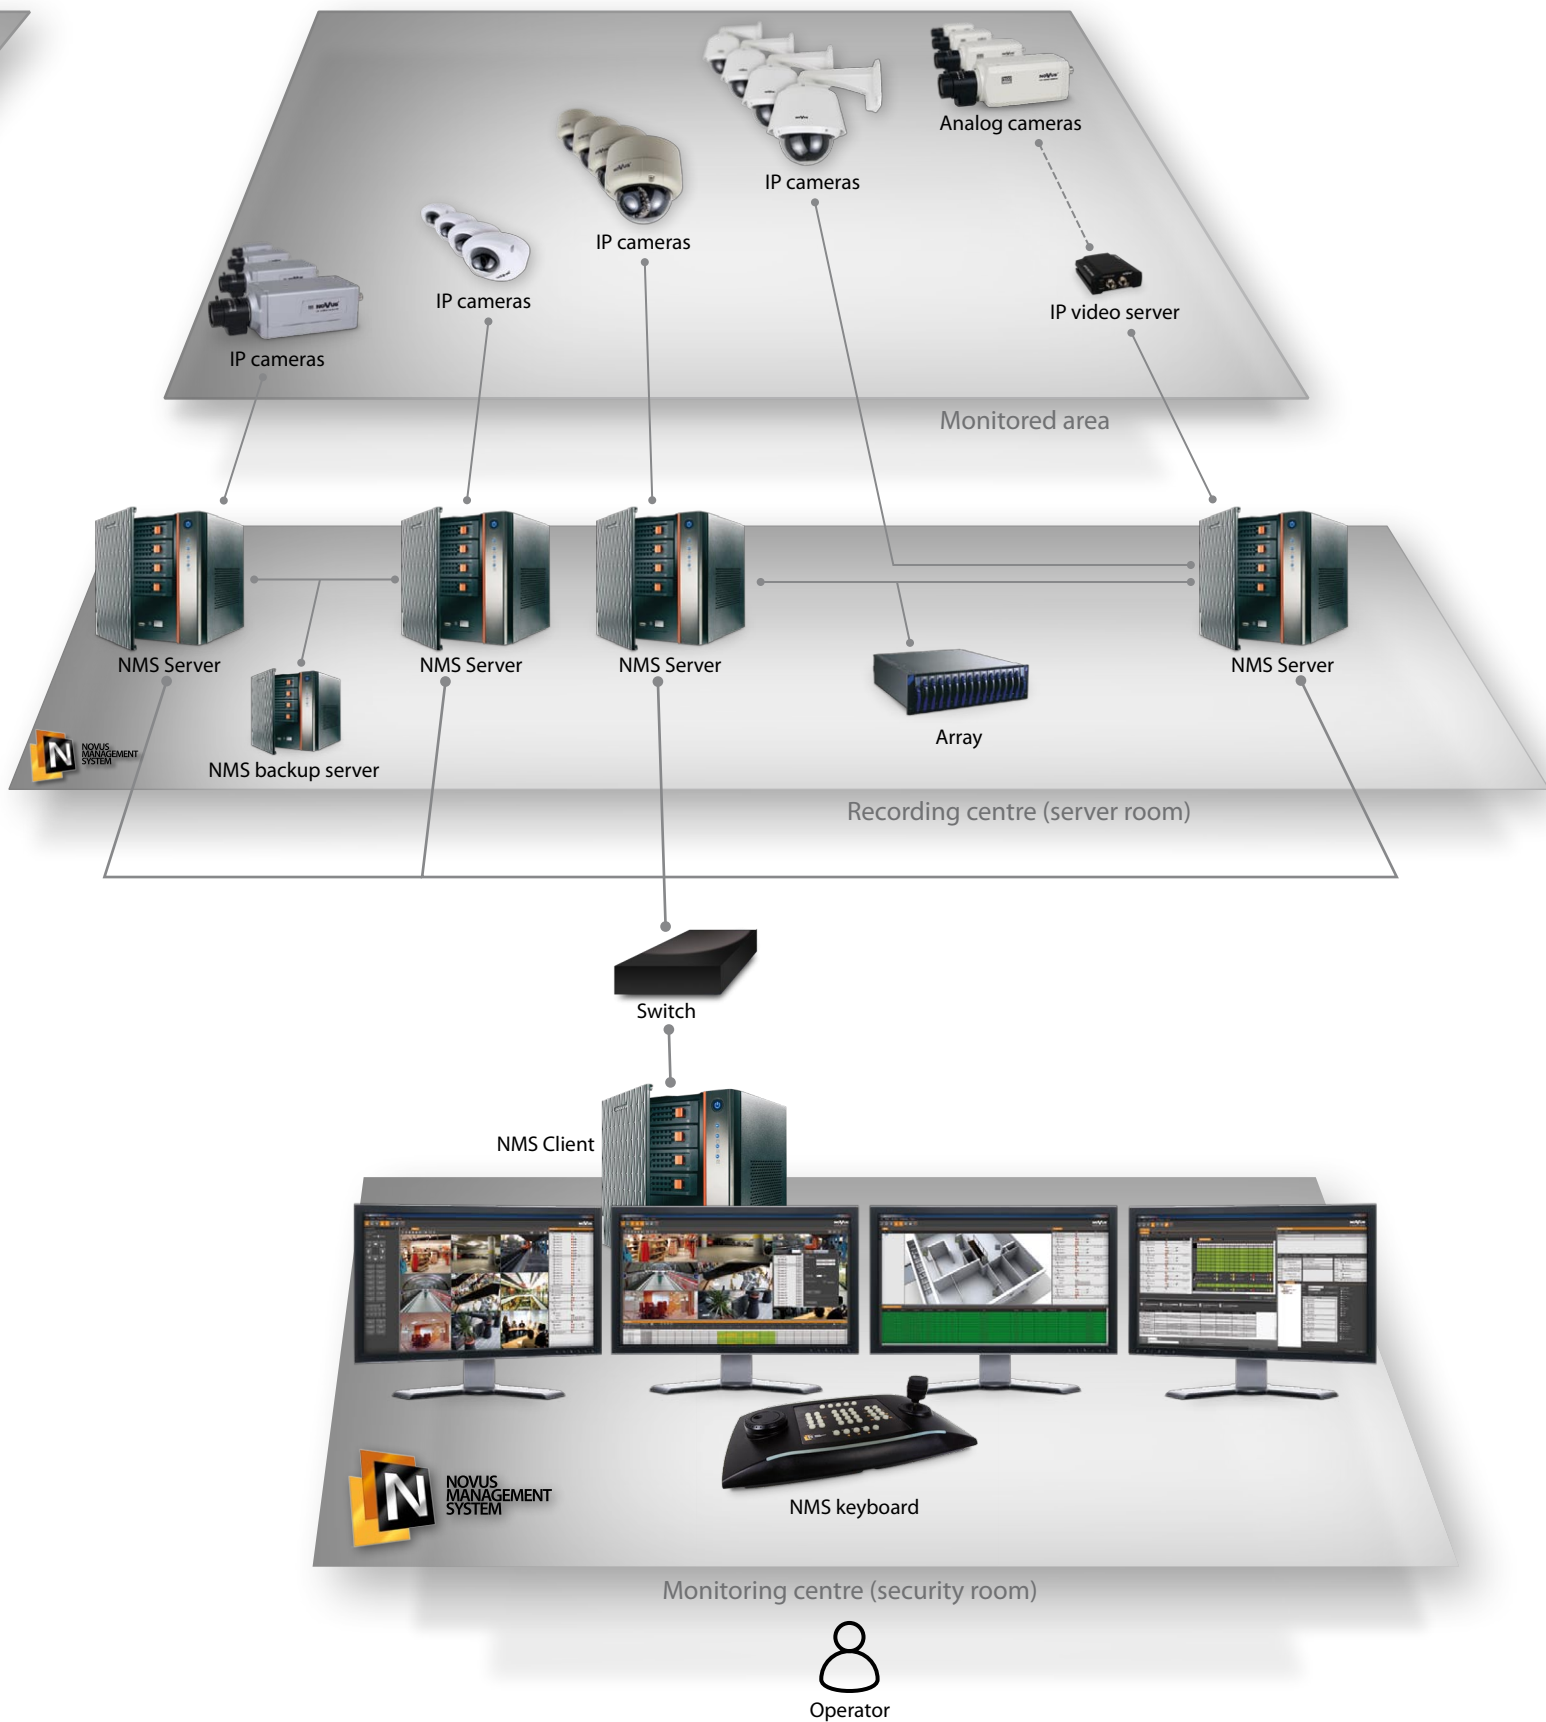 Analog cameras
IP cameras
IP cameras
IP cameras
IP video server
IP cameras
Monitored area
NMS Server
NMS Server
NMS Server
NMS Server
Array
NOVUS
MANAGEMENT
SYSTEM
NMS backup server
Recording centre (server room)
Switch
NMS Client
N
NOVUS
MANAGEMENT
SYSTEM
NMS keyboard
Monitoring centre (security room)
Operator